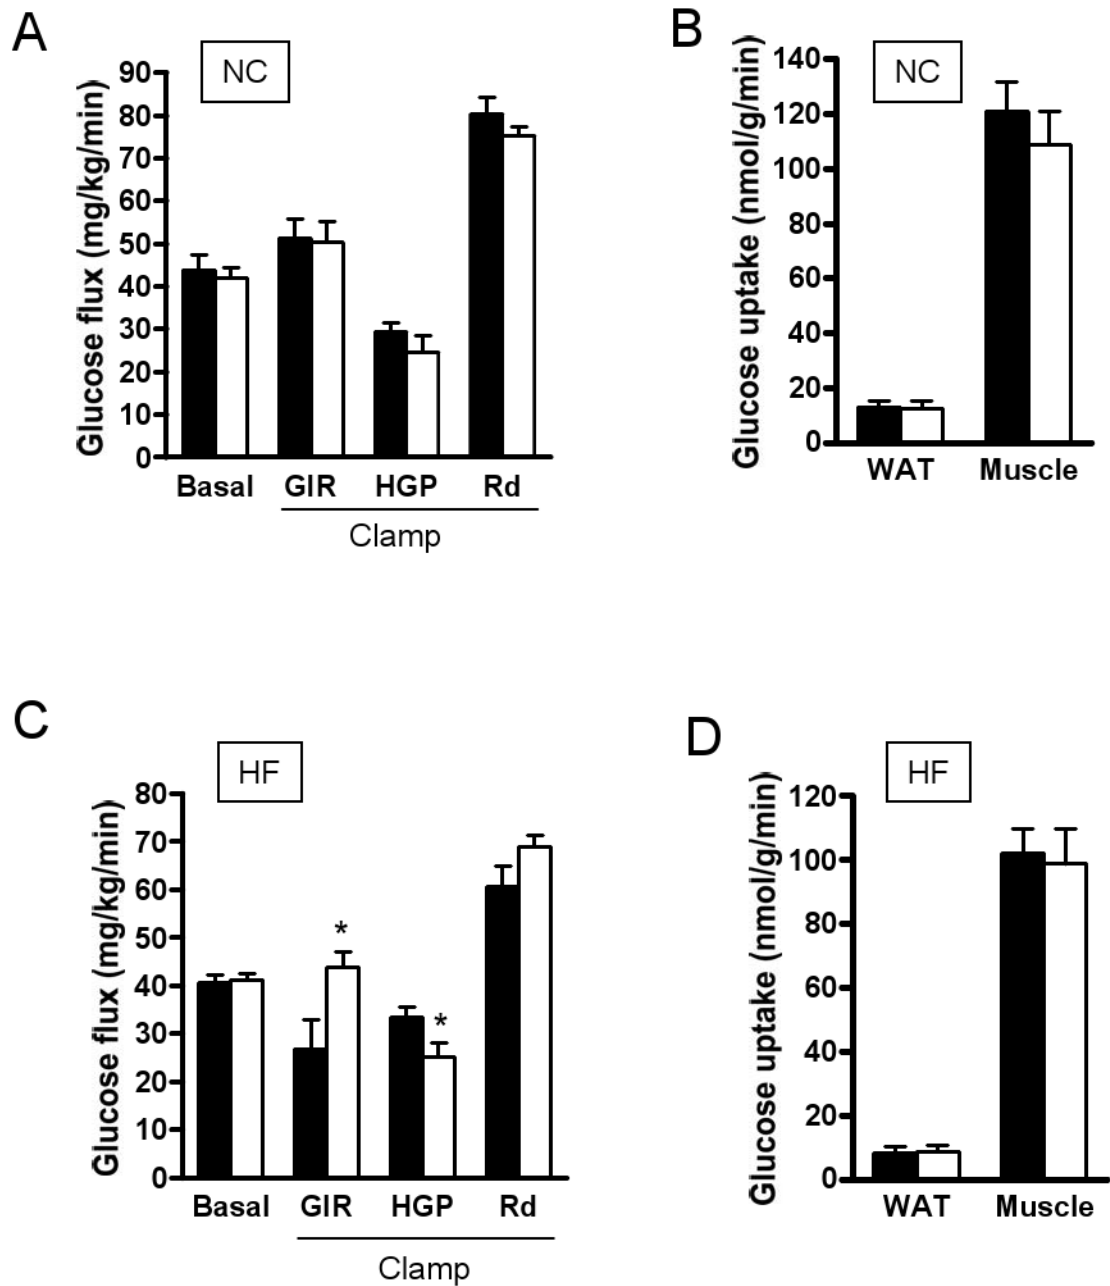 A
NC
Glucose flux (mg/kg/min)
90
80
70
60
50
40
30
20
10
0
Basal GIR HGP Rd
Clamp
B
NC
Glucose uptake (nmol/g/min)
140
120
100
80
60
40
20
0
WAT Muscle
C
HF
Glucose flux (mg/kg/min)
80
70
60
50
40
30
20
10
0
*
*
Basal GIR HGP Rd
Clamp
D
HF
Glucose uptake (nmol/g/min)
120
100
80
60
40
20
0
WAT Muscle